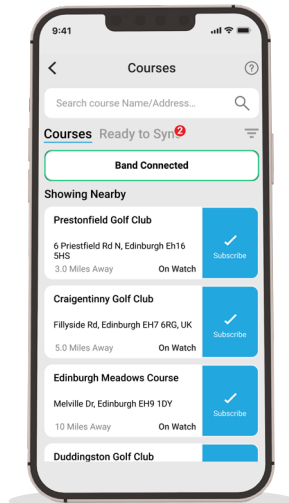 9:41
Courses
Search course Name/Address...
Courses Ready to Syn 2
Band Connected
Showing Nearby
Prestonfield Golf Club
6 Priestfield Rd N, Edinburgh Eh16
5HS
3.0 Miles Away On Watch
Subscribe
Craigentinny Golf Club
Fillyside Rd, Edinburgh EH7 6RG, UK
5.0 Miles Away On Watch
Subscribe
Edinburgh Meadows Course
Melville Dr, Edinburgh EH9 1DY
10 Miles Away On Watch
Subscribe
Duddingston Golf Club